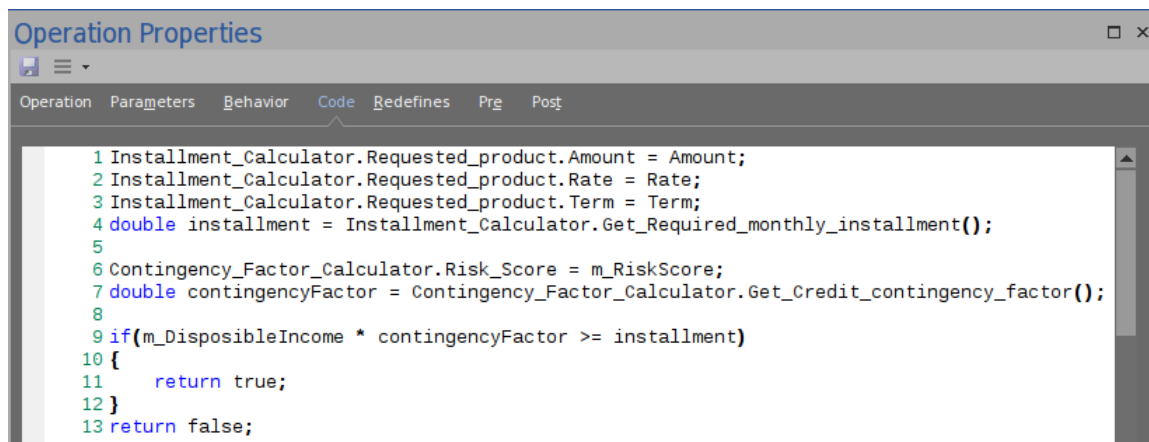 Operation Properties
Operation Parameters Behavior Code Redefines Pre Post
1 Installment_Calculator.Requested_product.Amount = Amount;
2 Installment_Calculator.Requested_product.Rate = Rate;
3 Installment_Calculator.Requested_product.Term = Term;
4 double installment = Installment_Calculator.Get_Required_monthly_installment();
5
6 Contingency_Factor_Calculator.Risk_Score = m_RiskScore;
7 double contingencyFactor = Contingency_Factor_Calculator.Get_Credit_contingency_factor();
8
9 if(m_DisposibleIncome * contingencyFactor >= installment)
10 {
11 return true;
12 }
13 return false;